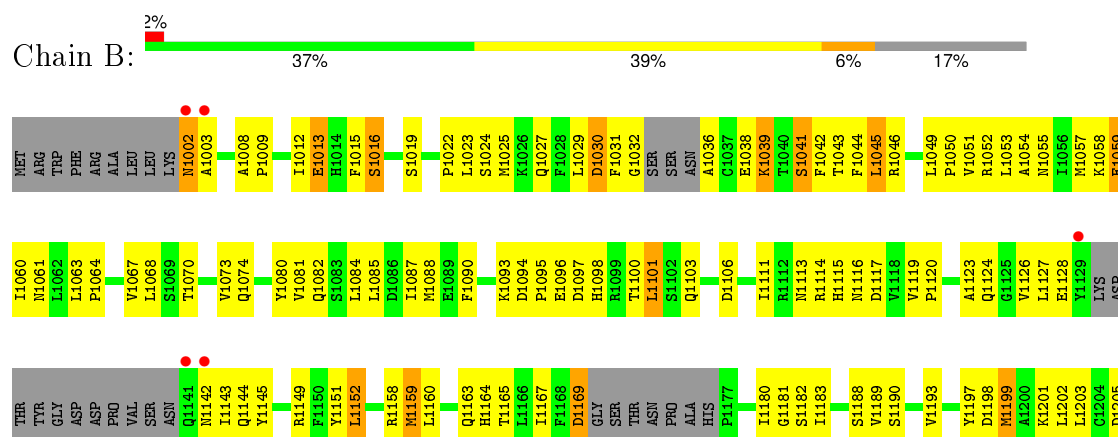 2%
Chain B:
37% 39% 6% 17%
MET ARG TRP PHE ARG ALA LEU LEU LYS N1002 A1003 A1008 P1009 I1012 E1013 H1014 F1015 S1016 S1019 P1022 L1023 S1024 M1025 K1026 Q1027 F1028 L1029 D1030 F1031 G1032 SER SER ASN A1036 C1037 E1038 K1039 T1040 S1041 F1042 T1043 F1044 L1045 R1046 L1049 P1050 V1051 R1052 L1053 A1054 N1055 I1056 M1057 K1058
I1060 N1061 L1062 L1063 P1064 V1067 L1068 S1069 T1070 V1073 Q1074 Y1080 V1081 Q1082 S1083 L1084 L1085 D1086 I1087 M1088 E1089 F1090 K1093 D1094 P1095 E1096 D1097 H1098 R1099 T1100 L1101 S1102 Q1103 D1106 I1111 R1112 N1113 R1114 H1115 N1116 D1117 V1118 V1119 P1120 A1123 Q1124 G1125 V1126 L1127 E1128 Y1129 LYS ASP
THR TYR GLY ASP ASP PRO VAL SER ASN Q1141 N1142 I1143 Q1144 Y1145 R1149 F1150 Y1151 L1152 R1158 M1159 L1160 Q1163 H1164 T1165 L1166 I1167 F1168 D1169 GLY SER THR ASN PRO ALA HIS P1177 I1180 G1181 S1182 I1183 S1188 V1189 S1190 V1193 Y1197 D1198 M1199 A1200 K1201 L1202 L1203 C1204